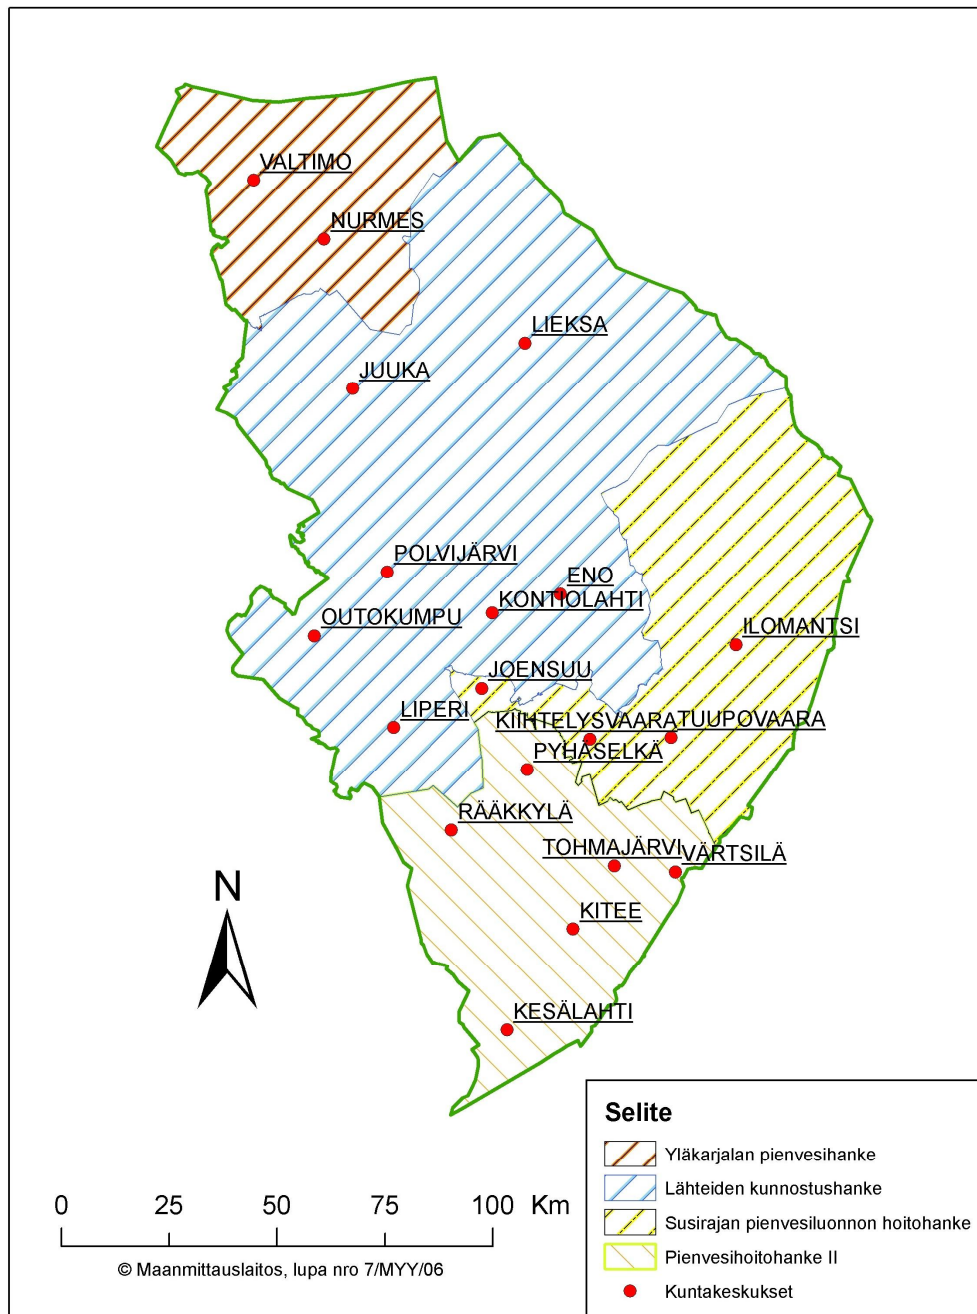 VALTIMO
NURMES
LIEKSA
JUUKA
POLVIJÄRVI
ENO
KONTIOLAHTI
OUTOKUMPU
ILOMANTSI
JOENSUU
LIPERI
KIIHTELYSVAARA
TUUPOVAARA
PYHÄSELKÄ
RÄÄKKYLÄ
TOHMAJÄRVI
VÄRTSILÄ
N
KITEE
KESÄLAHTI
Selite
Yläkarjalan pienvesihanke
Lähteiden kunnostushanke
Susirajan pienvesiluonnon hoitohanke
Pienvesihoitohanke II
Kuntakeskukset
0 25 50 75 100 Km
© Maanmittauslaitos, lupa nro 7/MYY/06